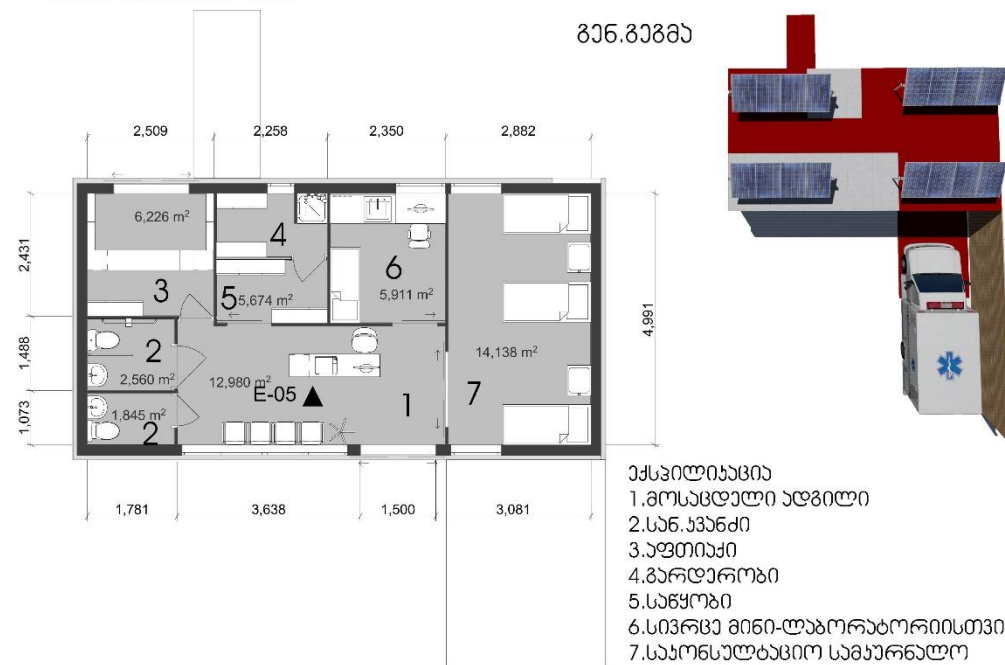 გენ.გეგმა
2,509 2,258 2,350 2,882
2,431
1,488
1,073
4,991
6,226 m²
3
4
5
5,674 m²
6
5,911 m²
2
2,560 m²
1,845 m²
2
12,980 m²
E-05
1
14,138 m²
7
1,781 3,638 1,500 3,081
ექსპილიკაცია
1.მოსაცდელი ადგილი
2.სან.კვანძი
3.აფთიაქი
4.გარდერობი
5.საწყობი
6.სივრცე მინი-ლაბორატორიისთვი
7.საკონსულტაციო სამკურნალო